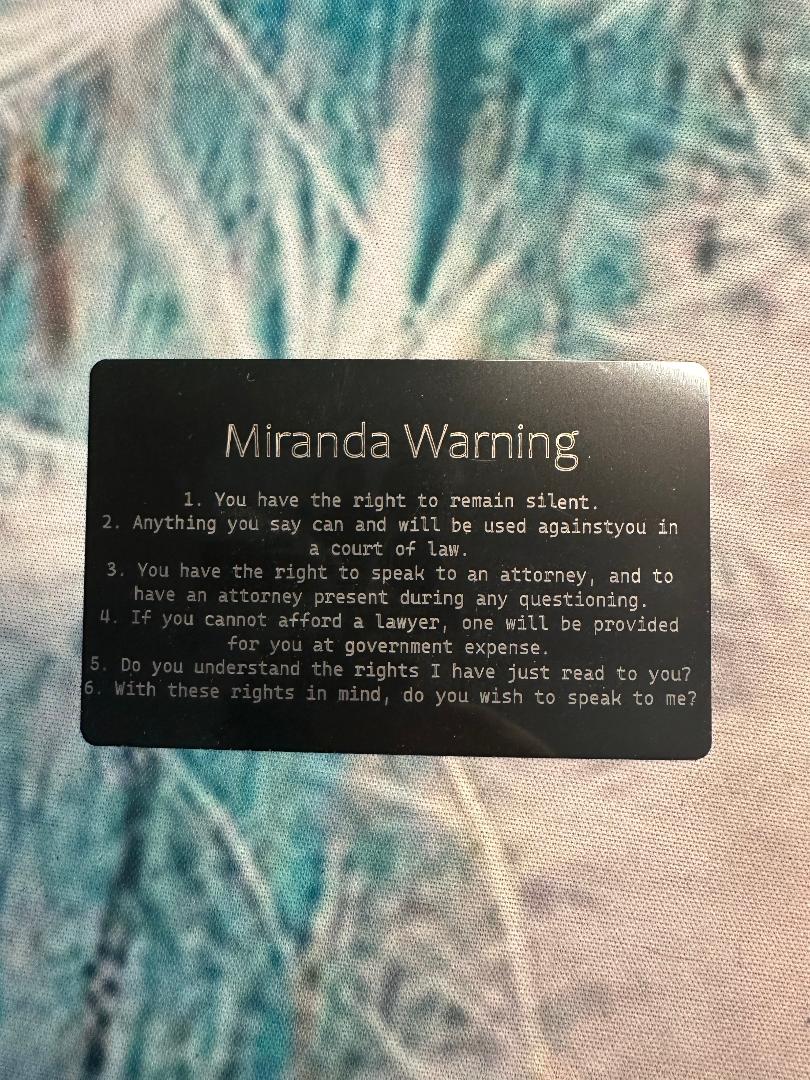 Miranda Warning
1. You have the right to remain silent.
2. Anything you say can and will be used againstyou in
a court of law.
3. You have the right to speak to an attorney, and to
have an attorney present during any questioning.
4. If you cannot afford a lawyer, one will be provided
for you at government expense.
5. Do you understand the rights I have just read to you?
6. With these rights in mind, do you wish to speak to me?